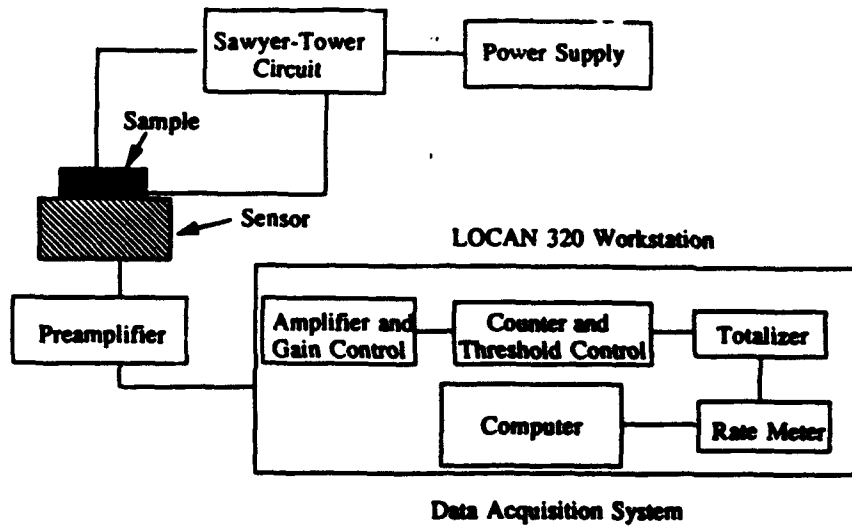 Sawyer-Tower
Circuit
Power Supply
Sample
Sensor
LOCAN 320 Workstation
Preamplifier
Amplifier and
Gain Control
Counter and
Threshold Control
Totalizer
Computer
Rate Meter
Data Acquisition System